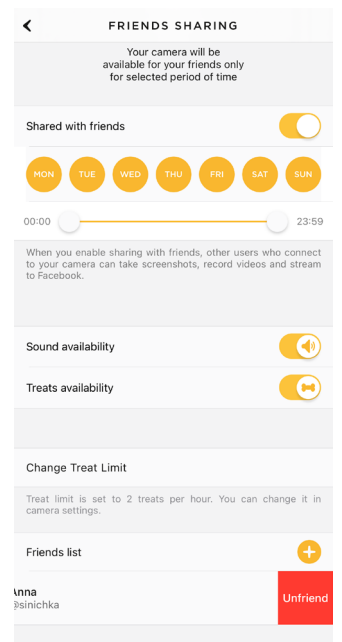 FRIENDS SHARING
Your camera will be
available for your friends only
for selected period of time
Shared with friends
MON TUE WED THU FRI SAT SUN
00:00 23:59
When you enable sharing with friends, other users who connect
to your camera can take screenshots, record videos and stream
to Facebook.
Sound availability
Treats availability
Change Treat Limit
Treat limit is set to 2 treats per hour. You can change it in
camera settings.
Friends list
Anna
@sinichka
Unfriend